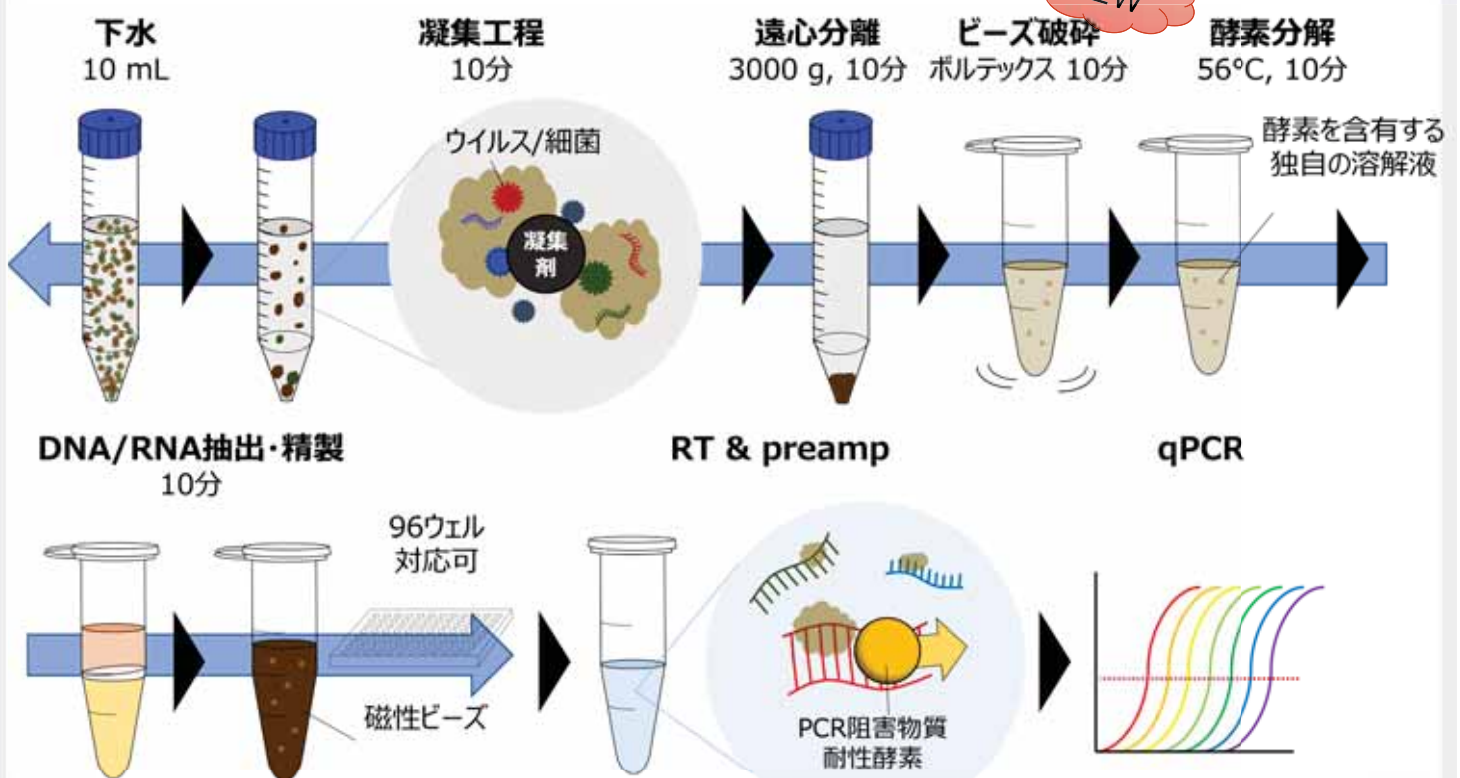 下水
10 mL
凝集工程
10分
遠心分離
3000 g, 10分
ビーズ破砕
ボルテックス 10分
酵素分解
56°C, 10分
ウイルス/細菌
凝集
剤
酵素を含有する
独自の溶解液
DNA/RNA抽出・精製
10分
96ウェル
対応可
磁性ビーズ
RT & preamp
PCR阻害物質
耐性酵素
qPCR